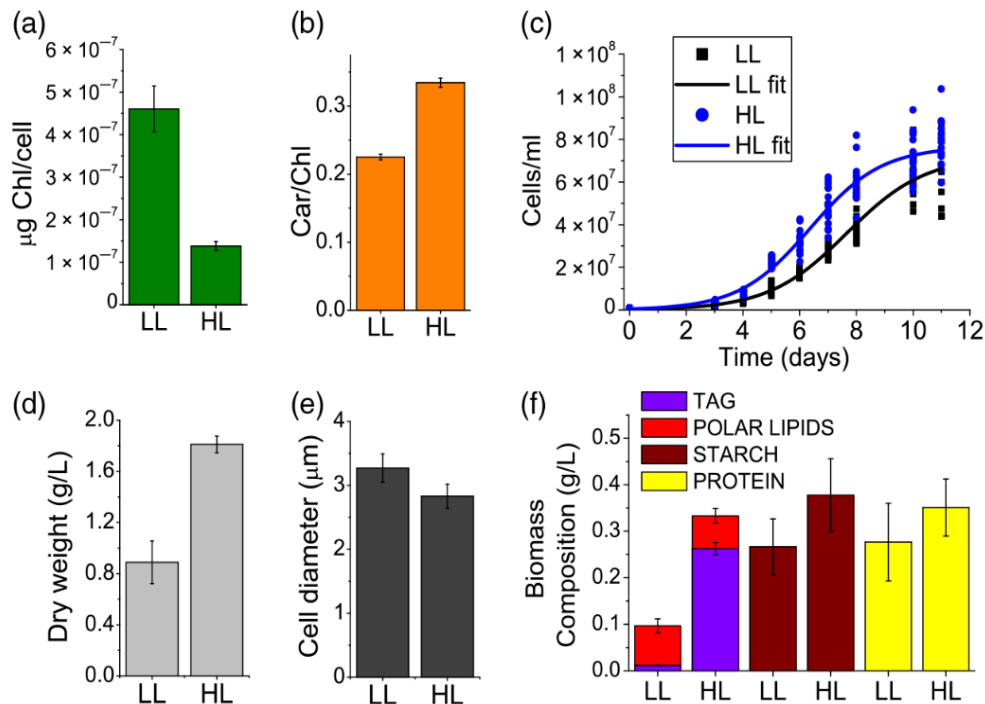 (a)
6 × 10⁻⁷
5 × 10⁻⁷
4 × 10⁻⁷
3 × 10⁻⁷
2 × 10⁻⁷
1 × 10⁻⁷
0
μg Chl/cell
LL HL
(b)
0.3
0.2
0.1
0.0
Car/Chl
LL HL
(c)
1 × 10⁸
1 × 10⁸
8 × 10⁷
6 × 10⁷
4 × 10⁷
2 × 10⁷
0
Cells/ml
LL
LL fit
HL
HL fit
0 2 4 6 8 10 12
Time (days)
(d)
2.0
1.6
1.2
0.8
0.4
0.0
Dry weight (g/L)
LL HL
(e)
4
3
2
1
0
Cell diameter (μm)
LL HL
(f)
TAG
POLAR LIPIDS
STARCH
PROTEIN
0.5
0.4
0.3
0.2
0.1
0.0
Biomass
Composition (g/L)
LL HL LL HL LL HL